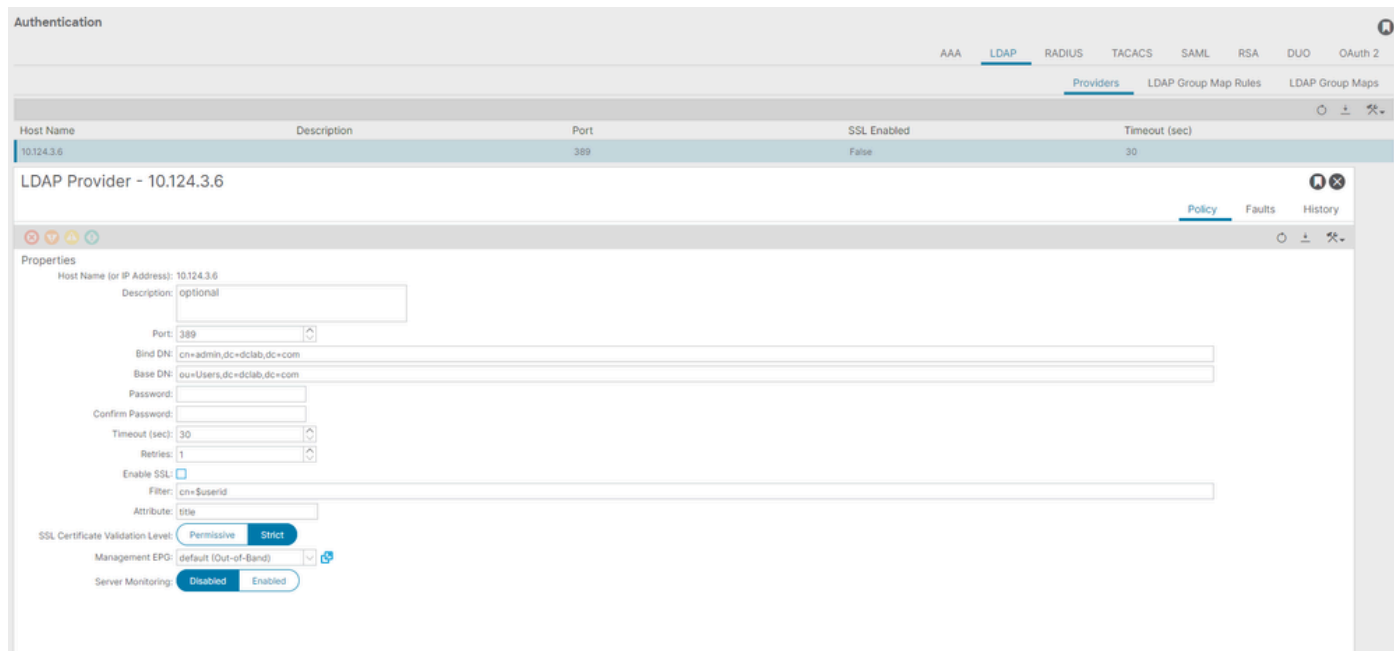 Authentication
AAA LDAP RADIUS TACACS SAML RSA DUO OAuth 2
Providers LDAP Group Map Rules LDAP Group Maps
Host Name Description Port SSL Enabled Timeout (sec)
10.124.3.6 389 False 30
LDAP Provider - 10.124.3.6
Policy Faults History
Properties
Host Name (or IP Address): 10.124.3.6
Description: optional
Port: 389
Bind DN: cn=admin,dc=dclab,dc=com
Base DN: ou=Users,dc=dclab,dc=com
Password:
Confirm Password:
Timeout (sec): 30
Retries: 1
Enable SSL:
Filter: cn=$userid
Attribute: title
SSL Certificate Validation Level: Permissive Strict
Management EPG: default (Out-of-Band)
Server Monitoring: Disabled Enabled